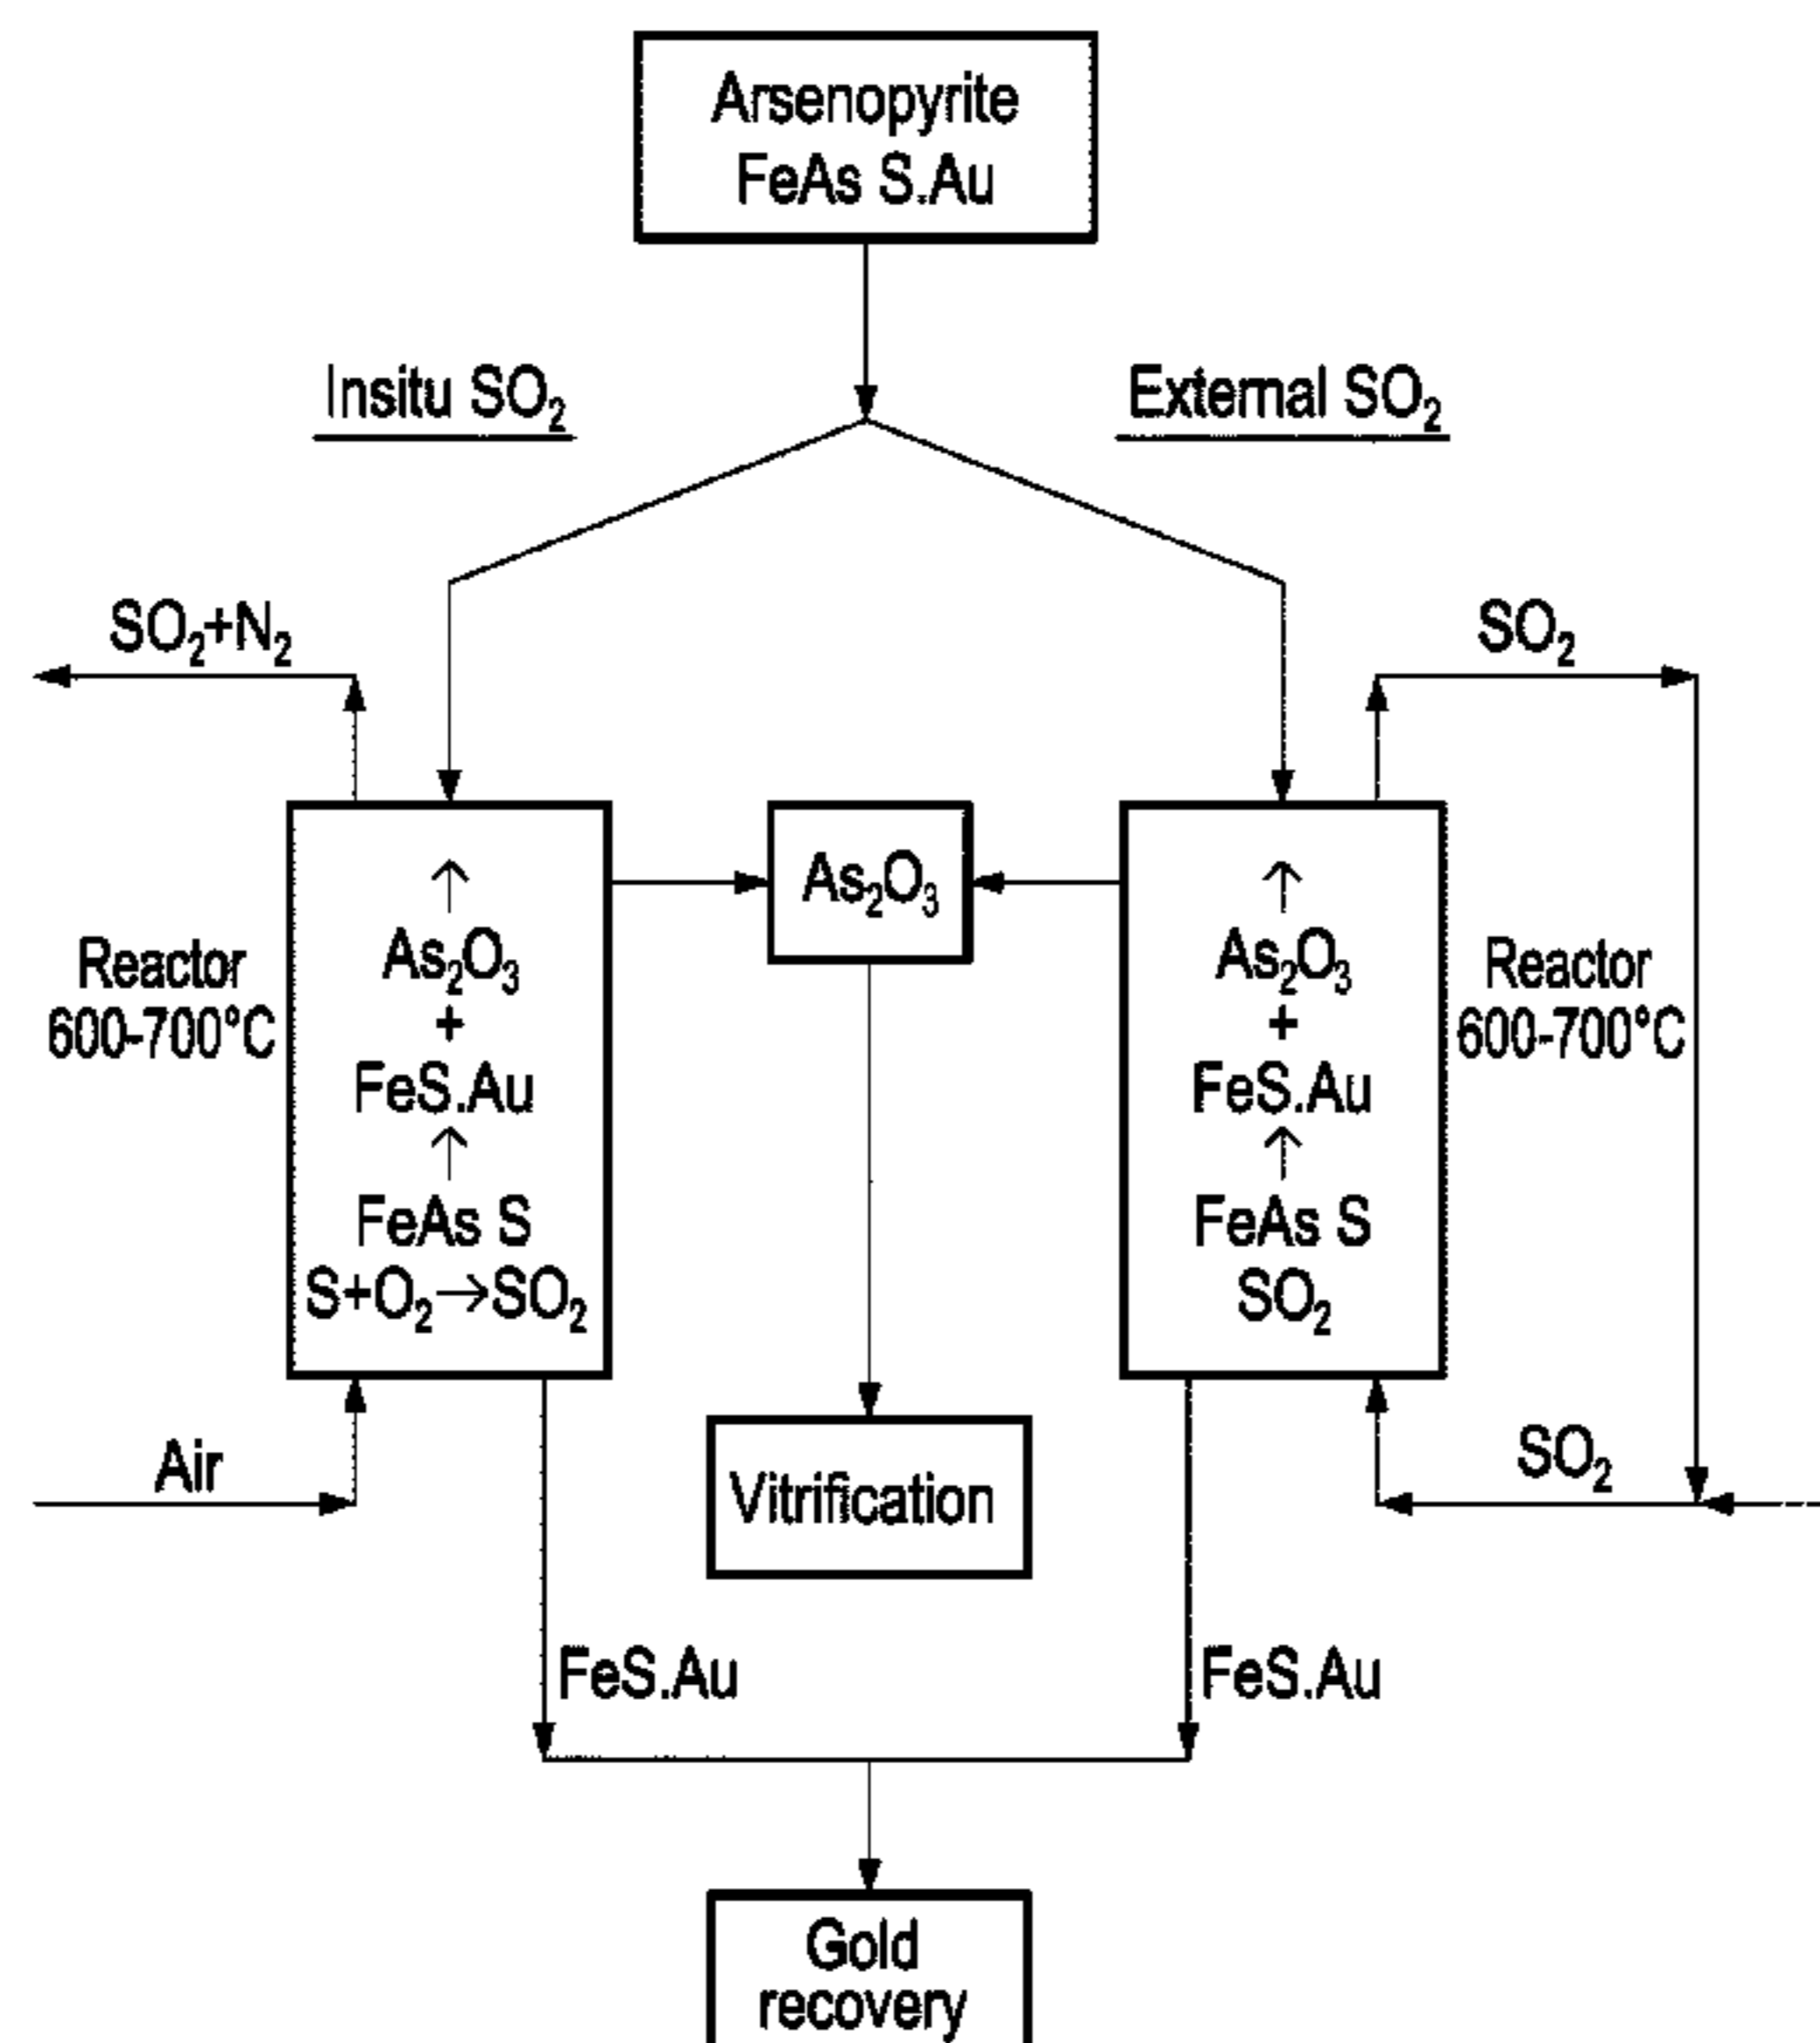 Arsenopyrite
FeAs S.Au
Insitu SO₂
External SO₂
SO₂+N₂
SO₂
As₂O₃
+
FeS.Au
FeAs S
S+O₂→SO₂
Reactor
600-700°C
As₂O₃
As₂O₃
+
FeS.Au
FeAs S
SO₂
Reactor
600-700°C
Air
Vitrification
SO₂
FeS.Au
FeS.Au
Gold
recovery